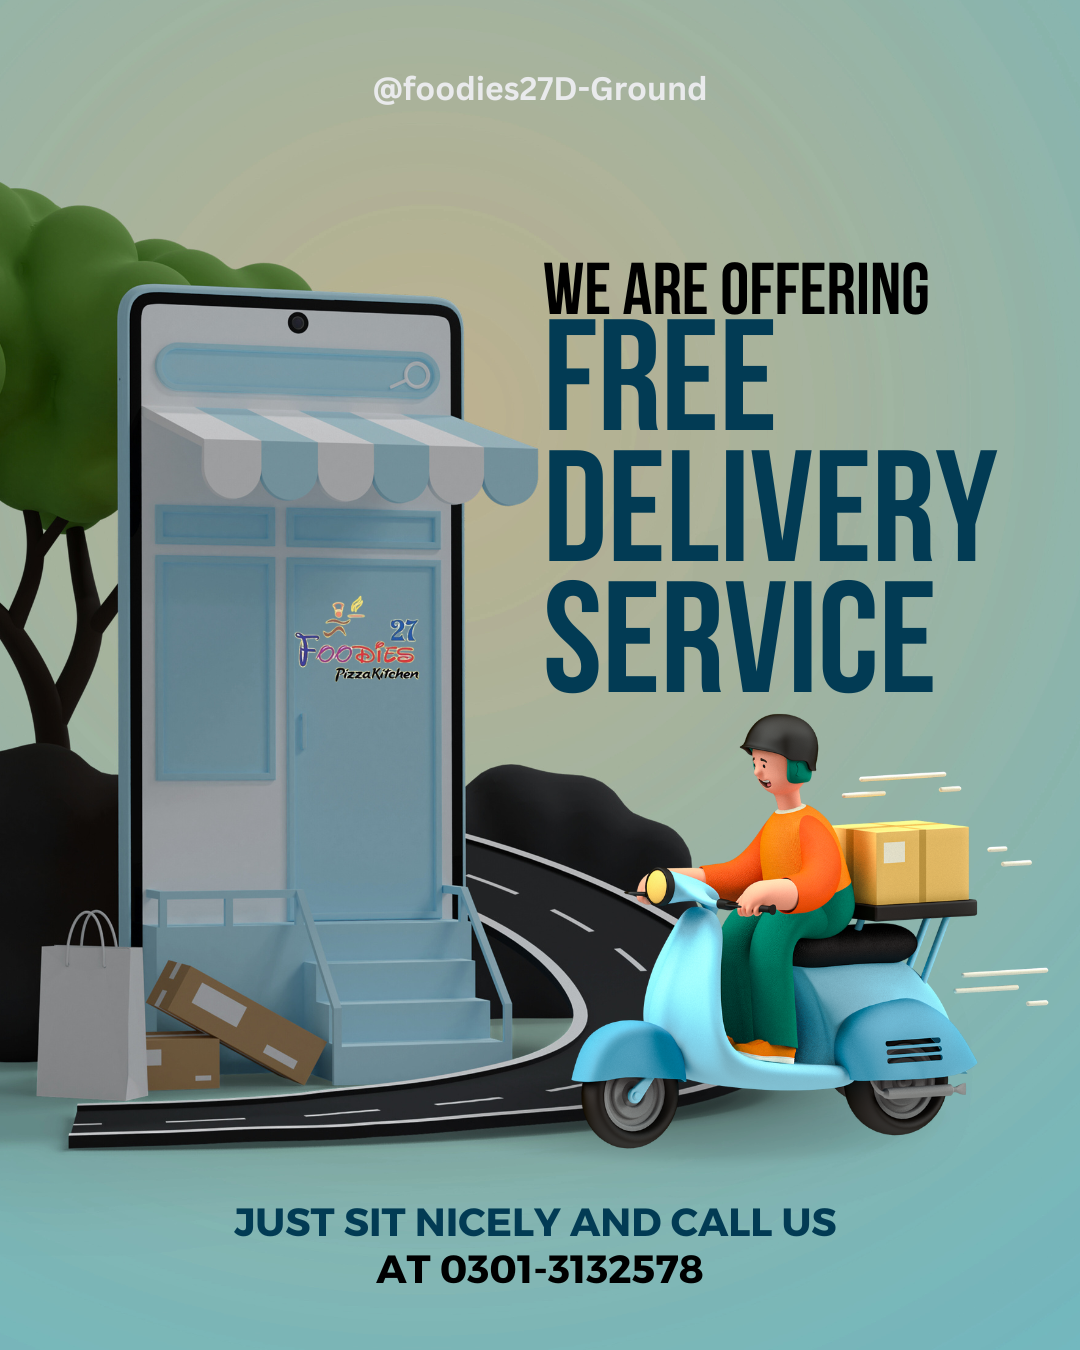 @foodies27D-Ground
WE ARE OFFERING
FREE
DELIVERY
SERVICE
27
FOODIES
PizzaKitchen
JUST SIT NICELY AND CALL US
AT 0301-3132578